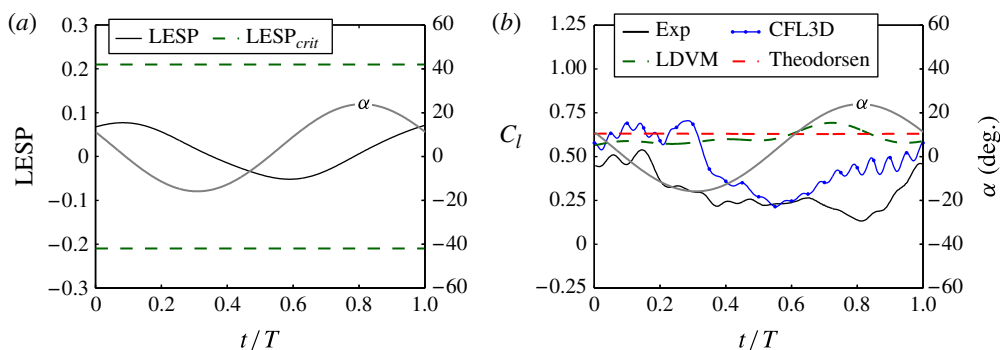 (a)
LESP
LESP_crit
0.3
0.2
0.1
0
−0.1
−0.2
−0.3
LESP
60
40
20
0
−20
−40
−60
α
0
0.2
0.4
0.6
0.8
1.0
t/T
(b)
Exp
CFL3D
LDVM
Theodorsen
1.25
1.00
0.75
0.50
0.25
0
−0.25
C_l
60
40
20
0
−20
−40
−60
α (deg.)
α
0
0.2
0.4
0.6
0.8
1.0
t/T